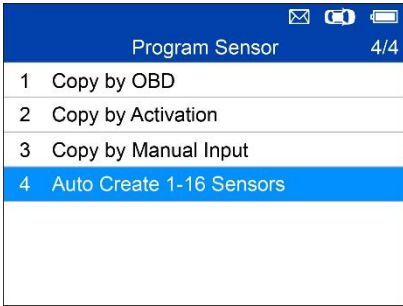 Program Sensor 4/4
1 Copy by OBD
2 Copy by Activation
3 Copy by Manual Input
4 Auto Create 1-16 Sensors